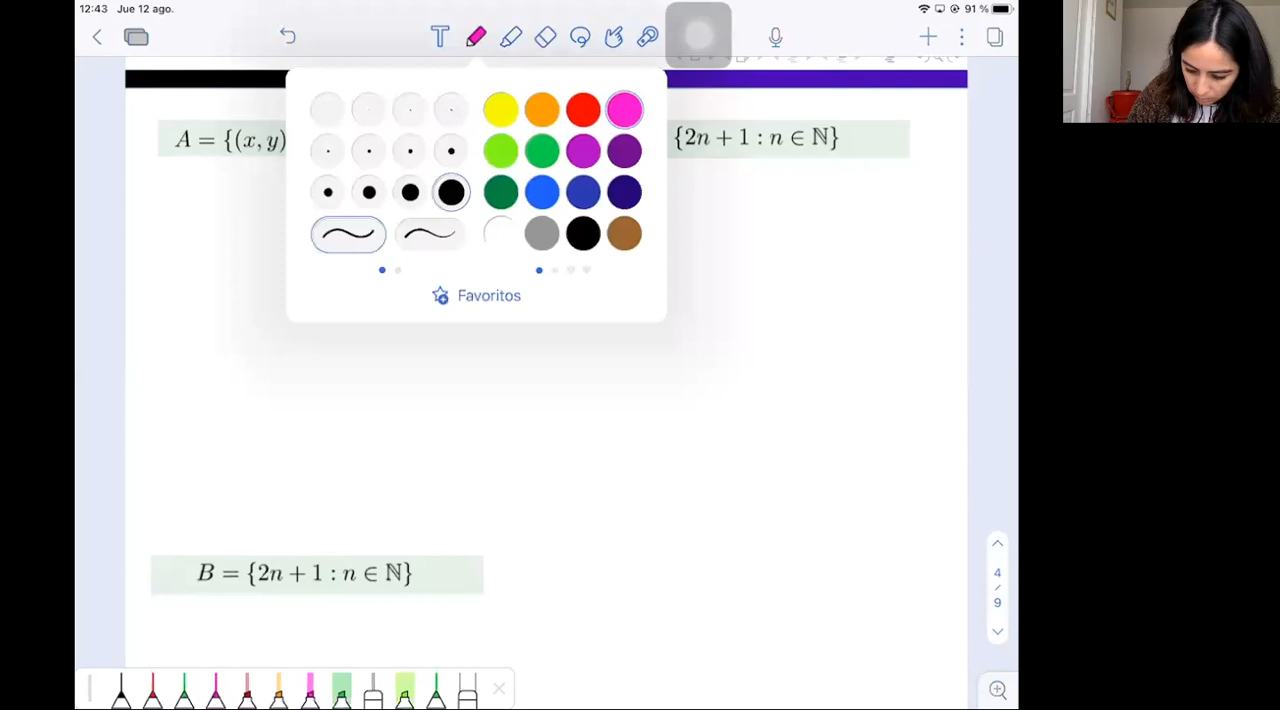 12:43 Jue 12 ago.
91 %
T
A = {(x, y)
{2n + 1 : n ∈ ℕ}
Favoritos
B = {2n + 1 : n ∈ ℕ}
4
/
9